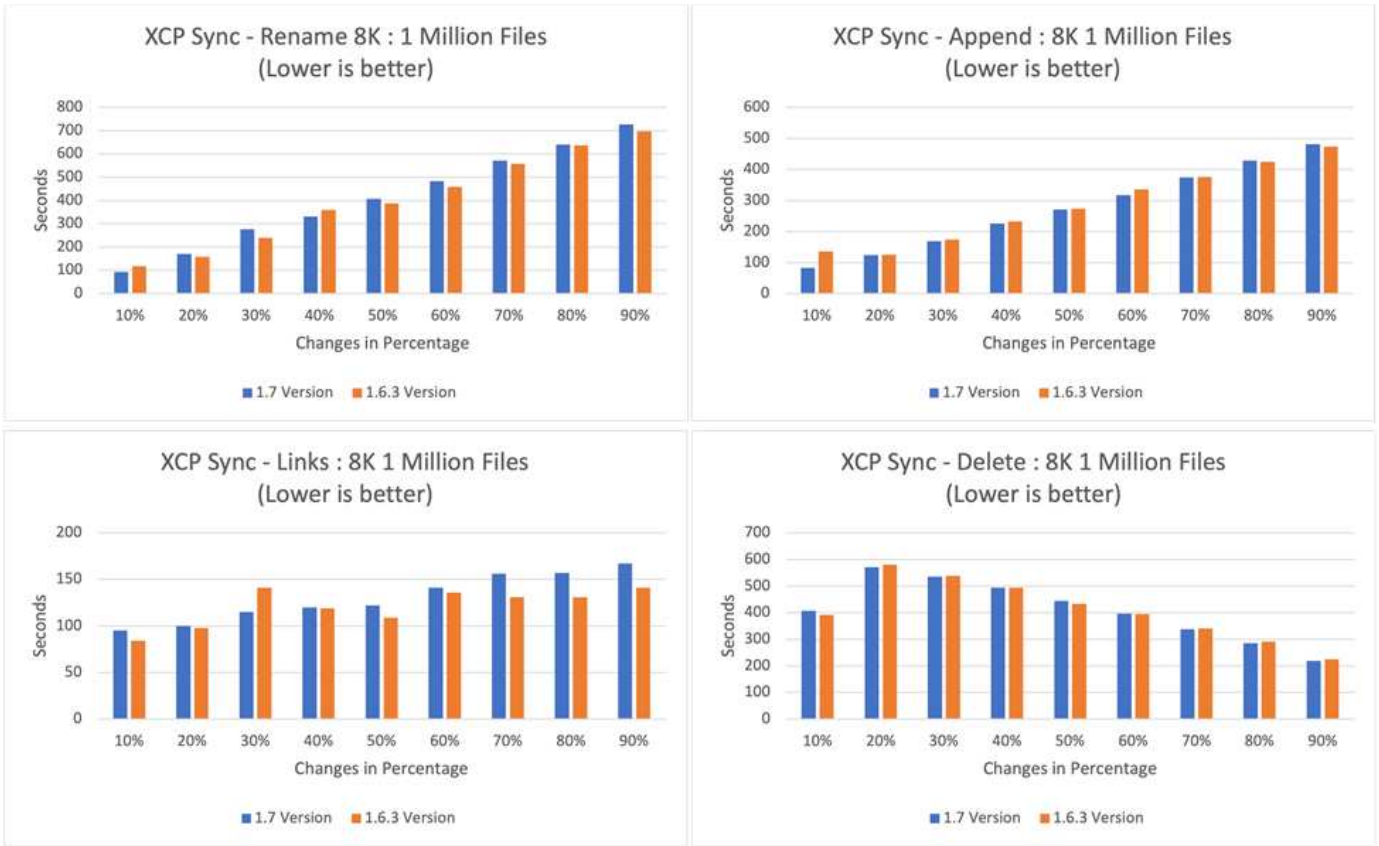 XCP Sync - Rename 8K : 1 Million Files
(Lower is better)
Seconds
800
700
600
500
400
300
200
100
0
10% 20% 30% 40% 50% 60% 70% 80% 90%
Changes in Percentage
1.7 Version 1.6.3 Version
XCP Sync - Append : 8K 1 Million Files
(Lower is better)
Seconds
600
500
400
300
200
100
0
10% 20% 30% 40% 50% 60% 70% 80% 90%
Changes in Percentage
1.7 Version 1.6.3 Version
XCP Sync - Links : 8K 1 Million Files
(Lower is better)
Seconds
200
150
100
50
0
10% 20% 30% 40% 50% 60% 70% 80% 90%
Changes in Percentage
1.7 Version 1.6.3 Version
XCP Sync - Delete : 8K 1 Million Files
(Lower is better)
Seconds
700
600
500
400
300
200
100
0
10% 20% 30% 40% 50% 60% 70% 80% 90%
Changes in Percentage
1.7 Version 1.6.3 Version